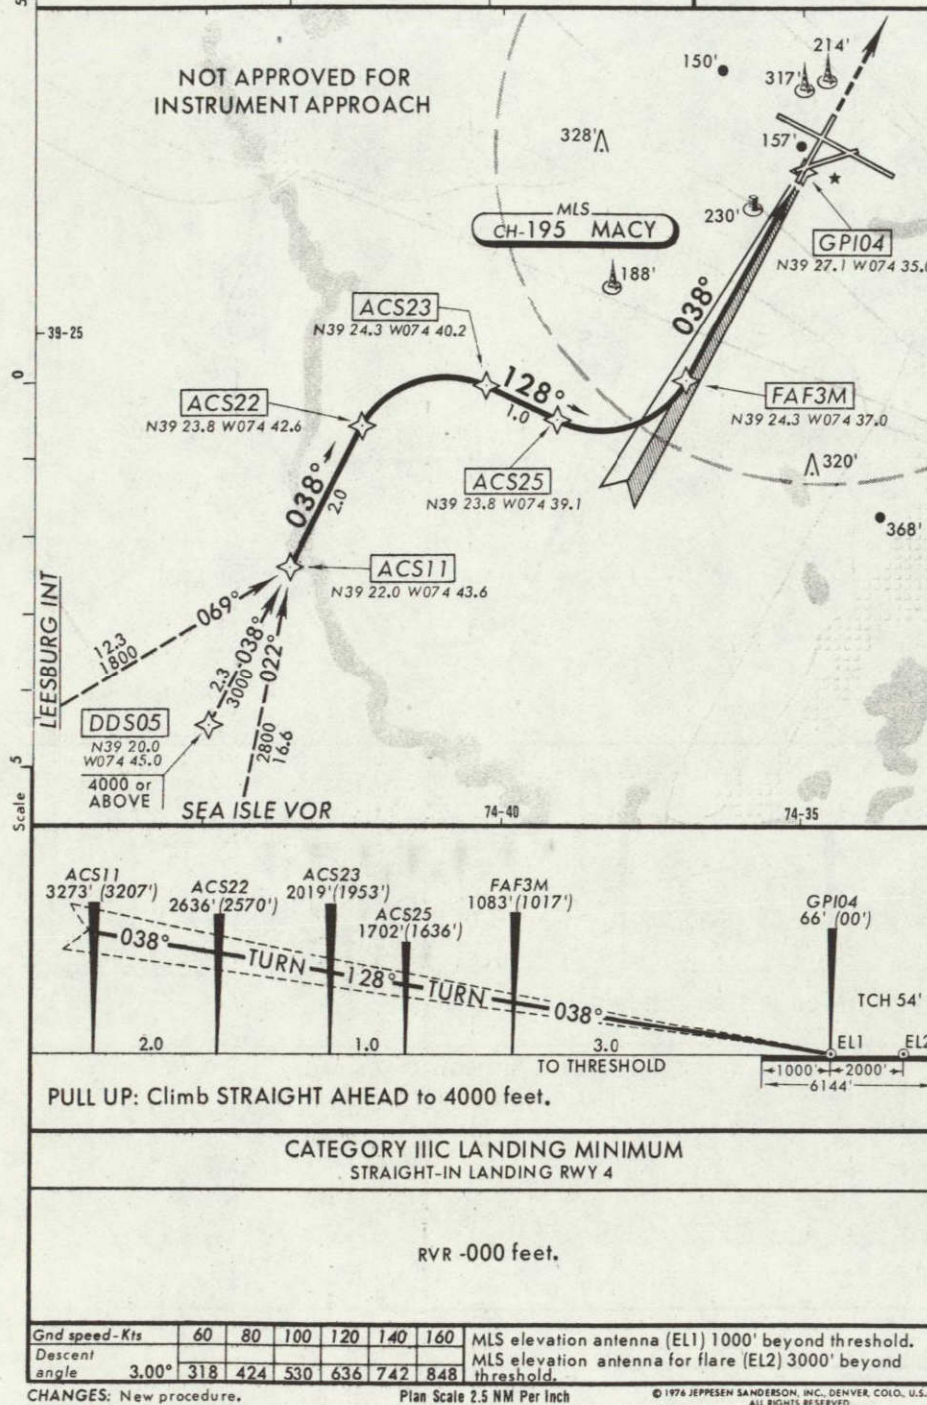 NOT APPROVED FOR
INSTRUMENT APPROACH
150'
214'
317'
328'
157'
MLS
CH-195 MACY
230'
188'
GPI04
N39 27.1 W074 35.0
038°
ACS23
N39 24.3 W074 40.2
39-25
0
128°
1.0
ACS22
N39 23.8 W074 42.6
FAF3M
N39 24.3 W074 37.0
038°
2.0
ACS25
N39 23.8 W074 39.1
320'
368'
ACS11
N39 22.0 W074 43.6
LEESBURG INT
069°
12.3
1800
038°
2.3
3000
022°
2800
16.6
DDS05
N39 20.0
W074 45.0
4000 or
ABOVE
5
Scale
SEA ISLE VOR
74-40
74-35
ACS11
3273' (3207')
ACS22
2636' (2570')
ACS23
2019' (1953')
ACS25
1702' (1636')
FAF3M
1083' (1017')
GPI04
66' (00')
038°
TURN
128°
TURN
038°
TCH 54'
2.0
1.0
3.0
TO THRESHOLD
EL1
EL2
1000'
2000'
6144'
PULL UP: Climb STRAIGHT AHEAD to 4000 feet.
CATEGORY IIIC LANDING MINIMUM
STRAIGHT-IN LANDING RWY 4
RVR -000 feet.
Gnd speed-Kts 60 80 100 120 140 160
Descent
angle 3.00° 318 424 530 636 742 848
MLS elevation antenna (EL1) 1000' beyond threshold.
MLS elevation antenna for flare (EL2) 3000' beyond
threshold.
CHANGES: New procedure.
Plan Scale 2.5 NM Per Inch
© 1976 JEPPESEN SANDERSON, INC., DENVER, COLO., U.S.
ALL RIGHTS RESERVED